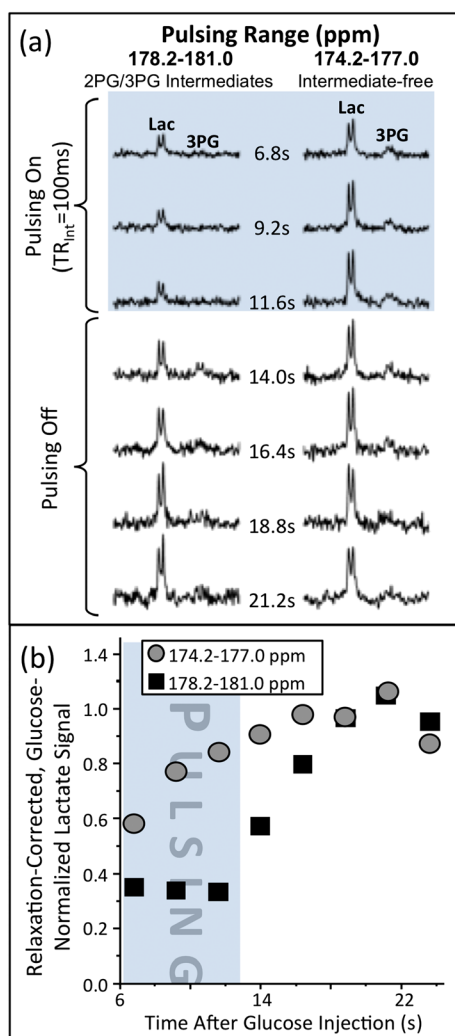 (a)
Pulsing Range (ppm)
178.2-181.0 174.2-177.0
2PG/3PG Intermediates Intermediate-free
Pulsing On
(TRInt=100ms)
Lac 3PG Lac 3PG
6.8s
9.2s
11.6s
Pulsing Off
14.0s
16.4s
18.8s
21.2s
(b)
174.2-177.0 ppm
178.2-181.0 ppm
PULSING
Relaxation-Corrected, Glucose-
Normalized Lactate Signal
1.4
1.0
0.8
0.6
0.4
0.2
0.0
6 14 22
Time After Glucose Injection (s)